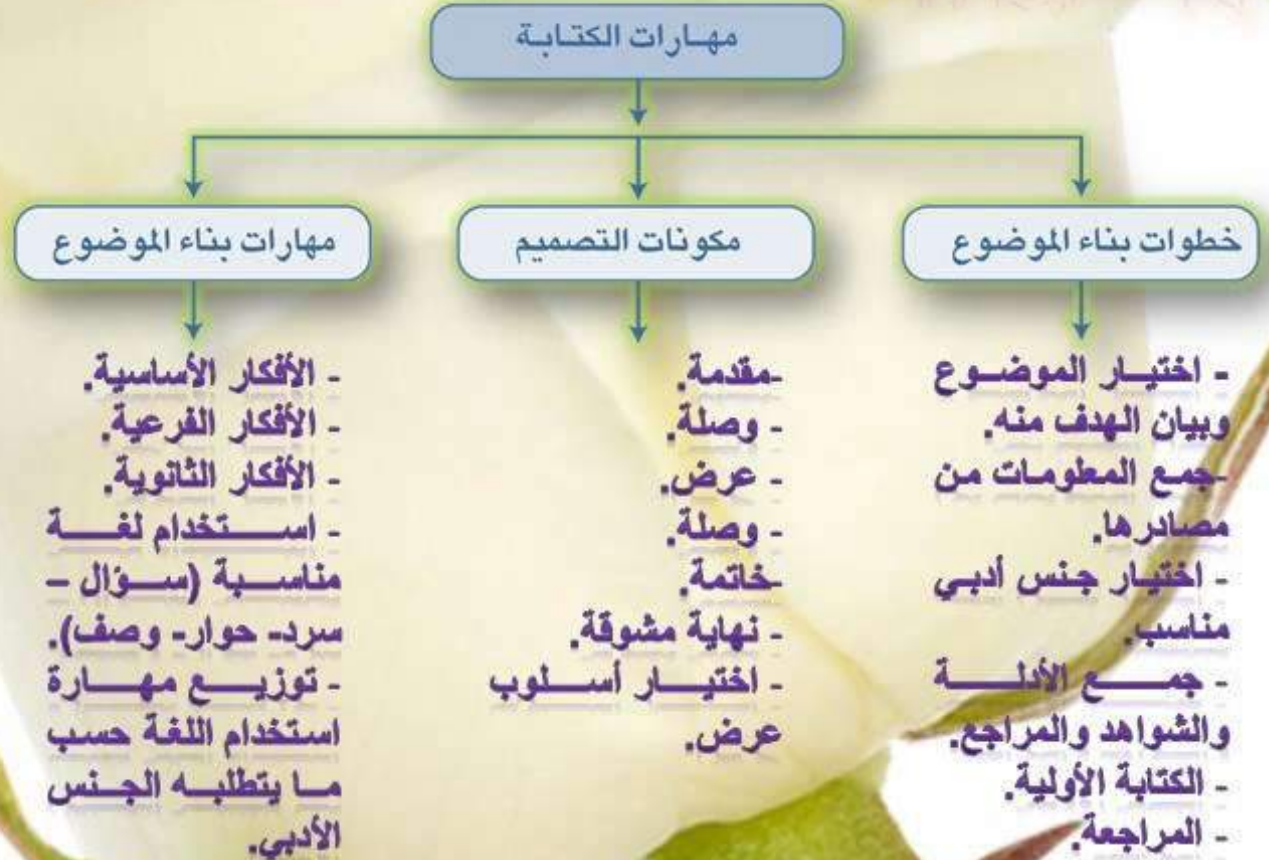 مهارات الكتابة
خطوات بناء الموضوع
- اختيار الموضوع
وبيان الهدف منه.
-جمع المعلومات من
مصادرها.
- اختيار جنس أدبي
مناسب.
- جمع الأدلة
والشواهد والمراجع.
- الكتابة الأولية.
- المراجعة.
مكونات التصميم
-مقدمة.
- وصلة.
- عرض.
- وصلة.
-خاتمة.
- نهاية مشوقة.
- اختيار أسلوب
عرض.
مهارات بناء الموضوع
- الأفكار الأساسية.
- الأفكار الفرعية.
- الأفكار الثانوية.
- استخدام لغة
مناسبة (سؤال –
سرد- حوار- وصف).
- توزيع مهارة
استخدام اللغة حسب
ما يتطلبه الجنس
الأدبي.